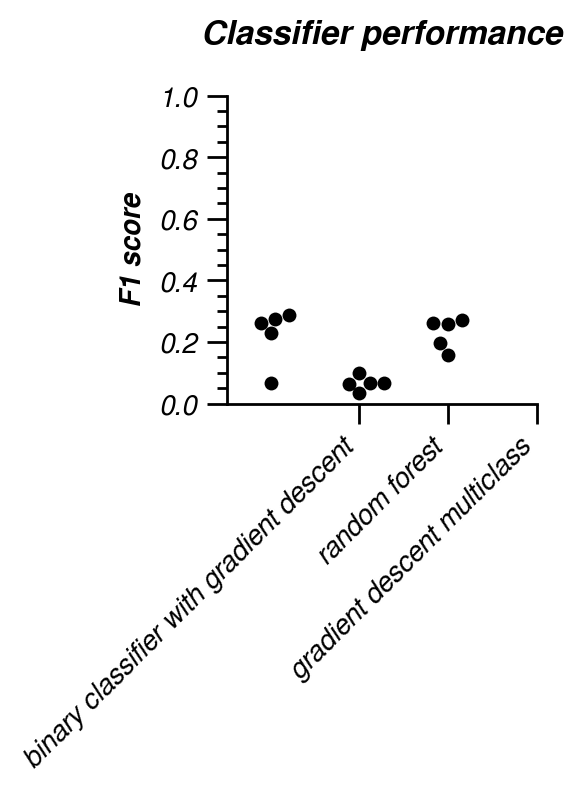 Classifier performance
F1 score
1.0
0.8
0.6
0.4
0.2
0.0
binary classifier with gradient descent
random forest
gradient descent multiclass